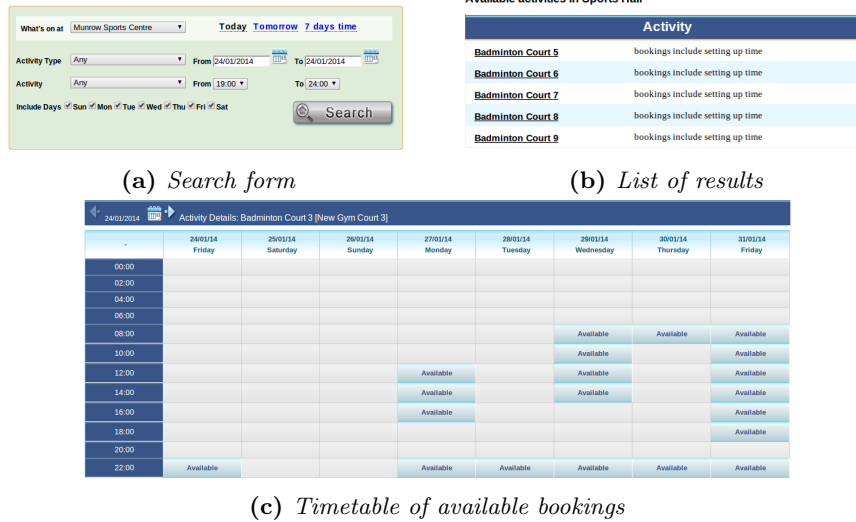 What's on at Munrow Sports Centre Today Tomorrow 7 days time
Activity Type Any From 24/01/2014 To 24/01/2014
Activity Any From 19:00 To 24:00
Include Days Sun Mon Tue Wed Thu Fri Sat
Search
(a) Search form
Available activities in Sports Hall
Activity
Badminton Court 5 bookings include setting up time
Badminton Court 6 bookings include setting up time
Badminton Court 7 bookings include setting up time
Badminton Court 8 bookings include setting up time
Badminton Court 9 bookings include setting up time
(b) List of results
24/01/2014 Activity Details: Badminton Court 3 [New Gym Court 3]
- 24/01/14 25/01/14 26/01/14 27/01/14 28/01/14 29/01/14 30/01/14 31/01/14
Friday Saturday Sunday Monday Tuesday Wednesday Thursday Friday
00:00
02:00
04:00
06:00
08:00 Available Available Available
10:00 Available Available
12:00 Available Available Available
14:00 Available Available Available
16:00 Available Available
18:00 Available
20:00
22:00 Available Available Available Available Available Available
(c) Timetable of available bookings